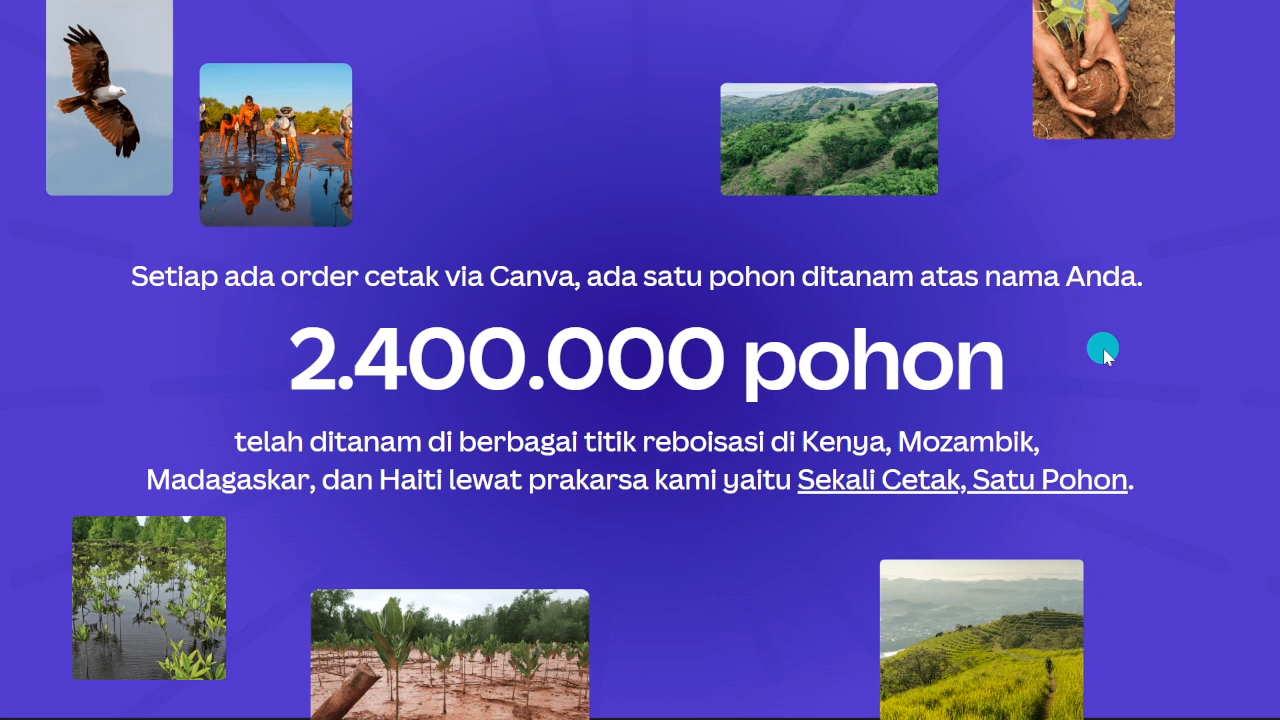 Setiap ada order cetak via Canva, ada satu pohon ditanam atas nama Anda.
2.400.000 pohon
telah ditanam di berbagai titik reboisasi di Kenya, Mozambik,
Madagaskar, dan Haiti lewat prakarsa kami yaitu Sekali Cetak, Satu Pohon.